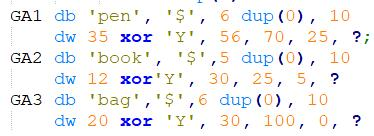 GA1 db 'pen', '$', 6 dup(0), 10
dw 35 xor 'Y', 56, 70, 25, ?;
GA2 db 'book', '$',5 dup(0), 10
dw 12 xor'Y', 30, 25, 5, ?
GA3 db 'bag','$',6 dup(0), 10
dw 20 xor 'Y', 30, 100, 0, ?